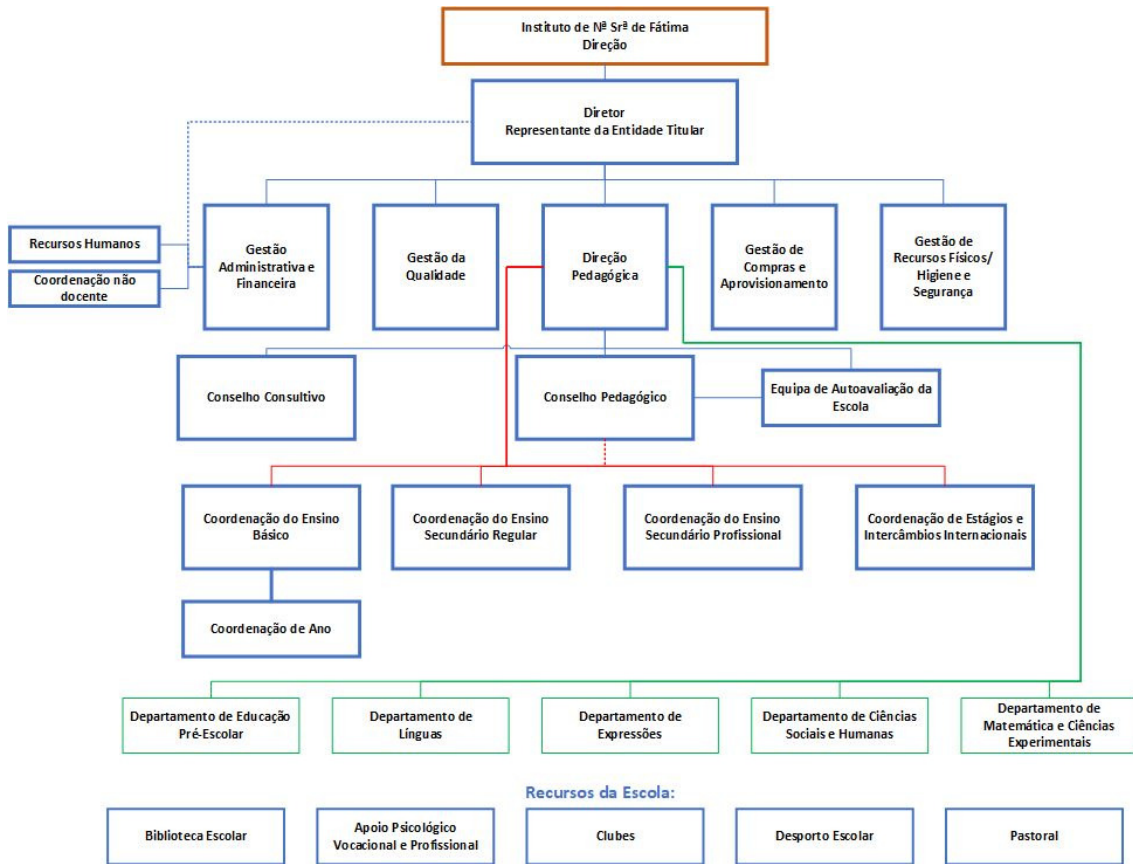 Instituto de Nª Srª de Fátima
Direção
Diretor
Representante da Entidade Titular
Recursos Humanos
Coordenação não
docente
Gestão
Administrativa e
Financeira
Gestão da
Qualidade
Direção
Pedagógica
Gestão de
Compras e
Aprovisionamento
Gestão de
Recursos Físicos/
Higiene e
Segurança
Conselho Consultivo
Conselho Pedagógico
Equipa de Autoavaliação da
Escola
Coordenação do Ensino
Básico
Coordenação do Ensino
Secundário Regular
Coordenação do Ensino
Secundário Profissional
Coordenação de Estágios e
Intercâmbios Internacionais
Coordenação de Ano
Departamento de Educação
Pré-Escolar
Departamento de
Línguas
Departamento de
Expressões
Departamento de Ciências
Sociais e Humanas
Departamento de
Matemática e Ciências
Experimentais
Recursos da Escola:
Biblioteca Escolar
Apoio Psicológico
Vocacional e Profissional
Clubes
Desporto Escolar
Pastoral